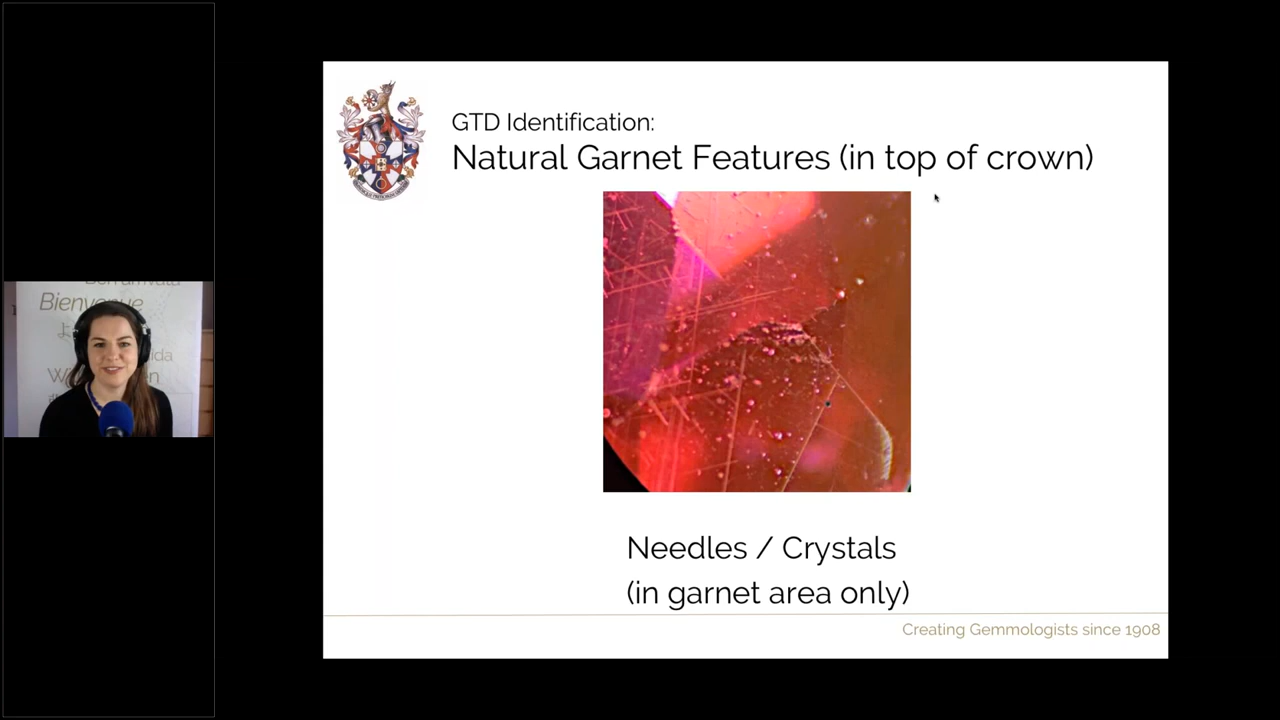 GTD Identification:
Natural Garnet Features (in top of crown)
Needles / Crystals
(in garnet area only)
Creating Gemmologists since 1908
Bienvenue